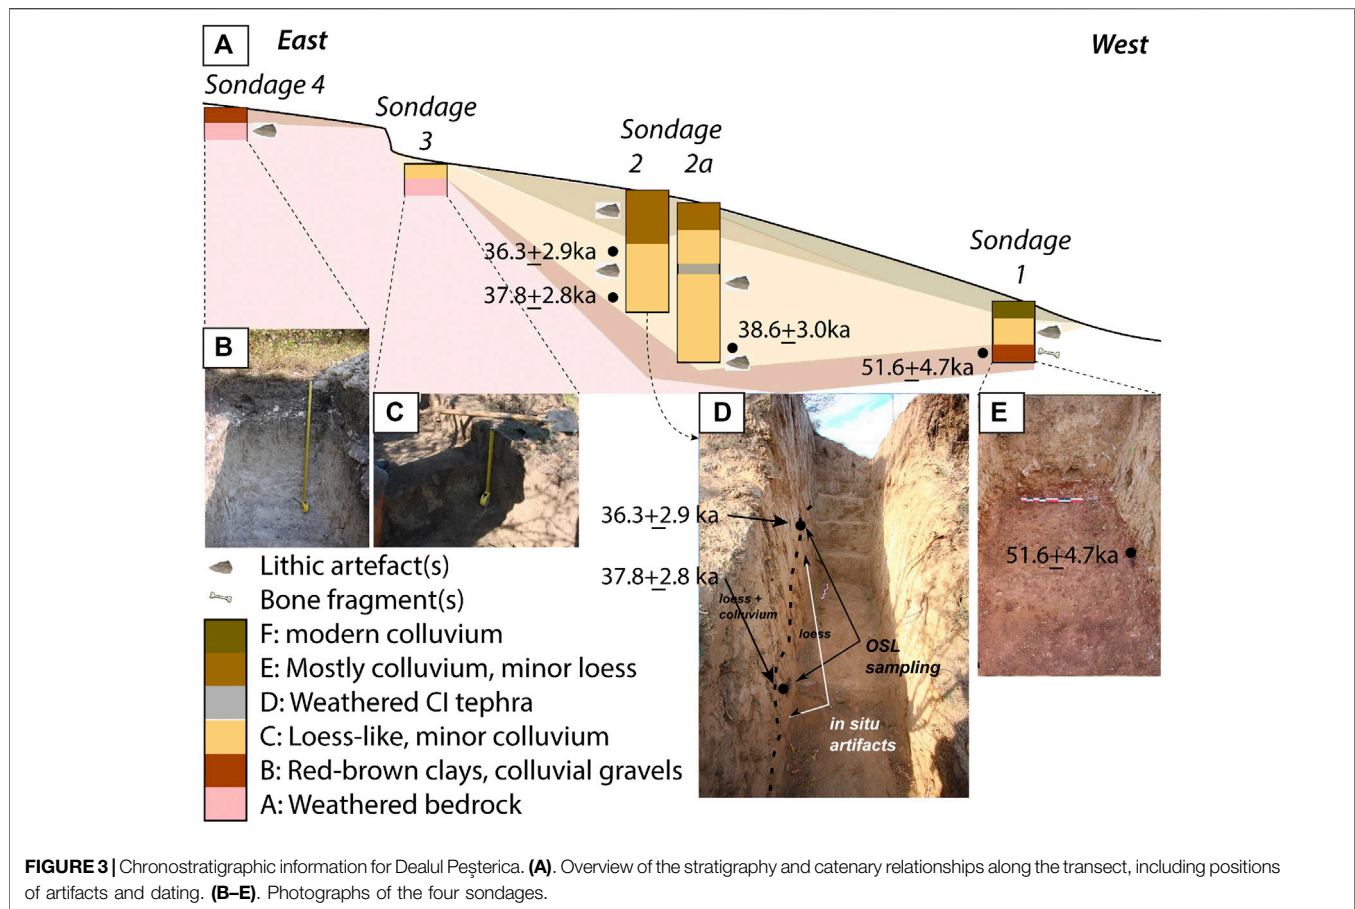 A
East
West
Sondage 4
Sondage
3
Sondage
2 2a
Sondage
1
36.3±2.9ka
37.8±2.8ka
38.6±3.0ka
51.6±4.7ka
B
C
D
E
36.3±2.9 ka
37.8±2.8 ka
loess +
colluvium
loess
OSL
sampling
in situ
artifacts
51.6±4.7ka
Lithic artefact(s)
Bone fragment(s)
F: modern colluvium
E: Mostly colluvium, minor loess
D: Weathered CI tephra
C: Loess-like, minor colluvium
B: Red-brown clays, colluvial gravels
A: Weathered bedrock
FIGURE 3 | Chronostratigraphic information for Dealul Peşterica. (A). Overview of the stratigraphy and catenary relationships along the transect, including positions
of artifacts and dating. (B–E). Photographs of the four sondages.